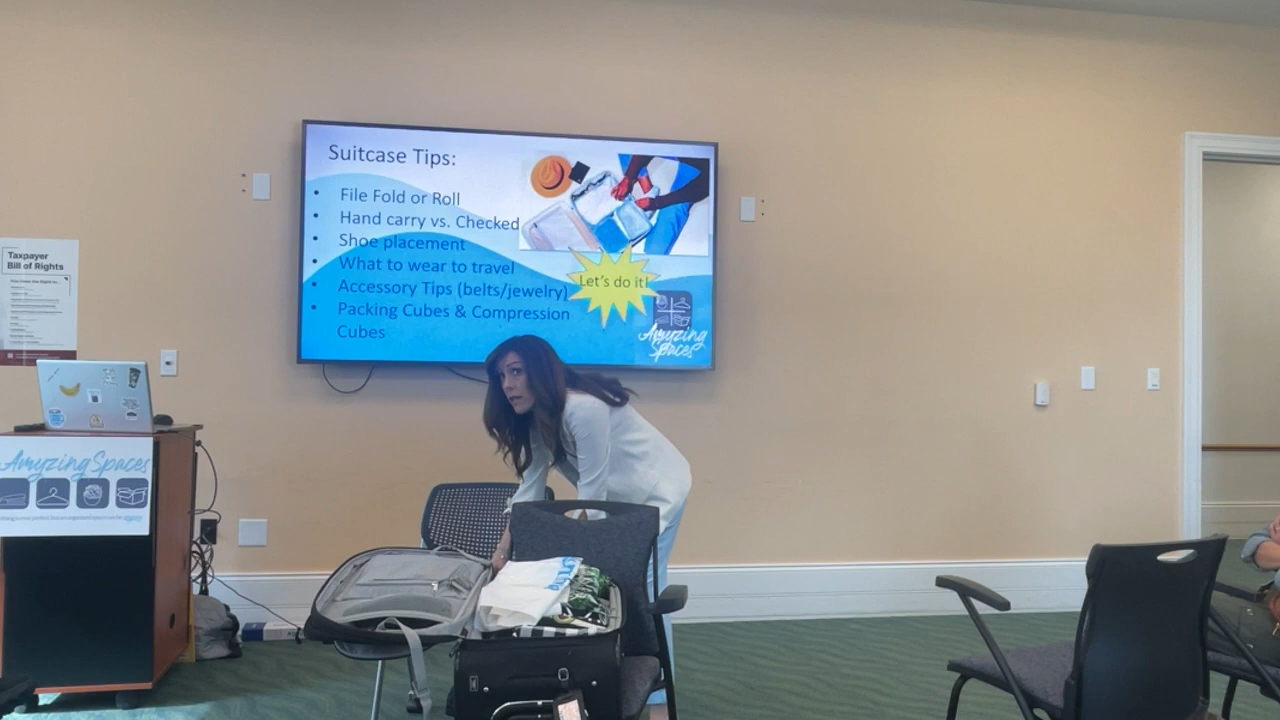 Suitcase Tips:
• File Fold or Roll
• Hand carry vs. Checked
• Shoe placement
• What to wear to travel
• Accessory Tips (belts/jewelry)
• Packing Cubes & Compression
Cubes
Let's do it!
Amyzing
Spaces
Taxpayer
Bill of Rights
Amyzing Spaces